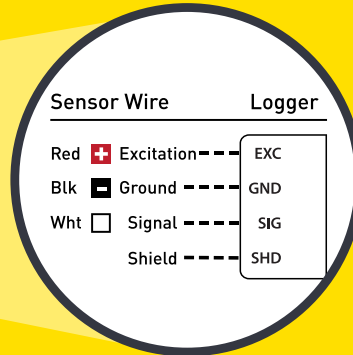 Sensor Wire Logger
Red + Excitation EXC
Blk - Ground GND
Wht Signal SIG
Shield SHD